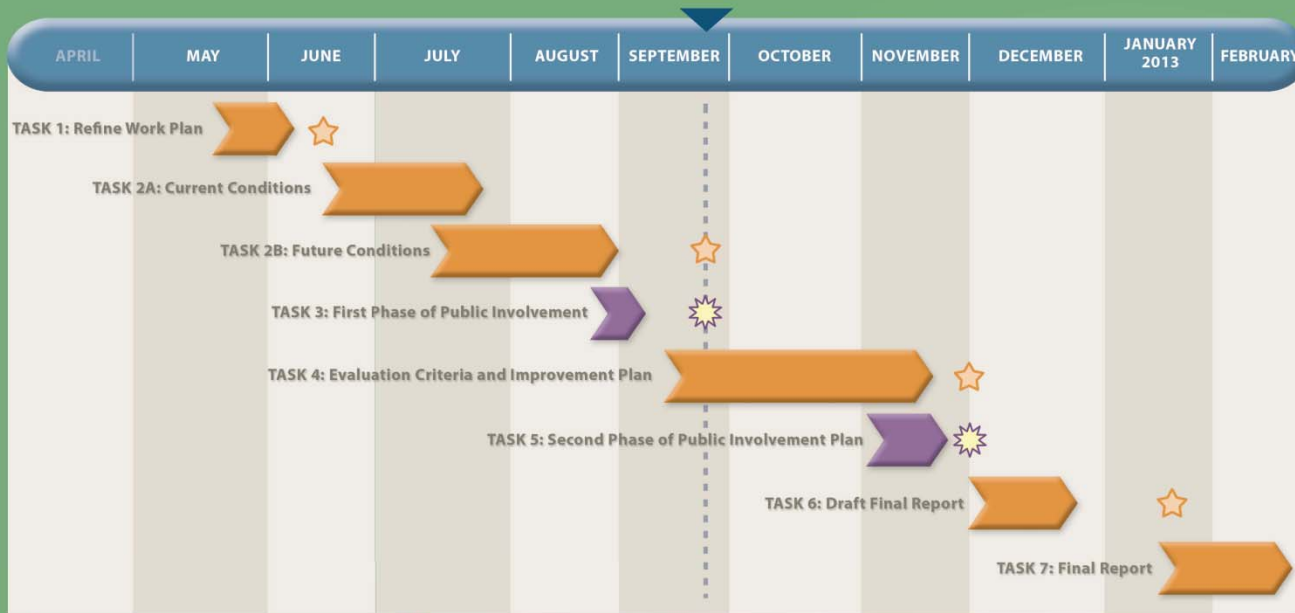 APRIL MAY JUNE JULY AUGUST SEPTEMBER OCTOBER NOVEMBER DECEMBER JANUARY 2013 FEBRUARY
TASK 1: Refine Work Plan
TASK 2A: Current Conditions
TASK 2B: Future Conditions
TASK 3: First Phase of Public Involvement
TASK 4: Evaluation Criteria and Improvement Plan
TASK 5: Second Phase of Public Involvement Plan
TASK 6: Draft Final Report
TASK 7: Final Report